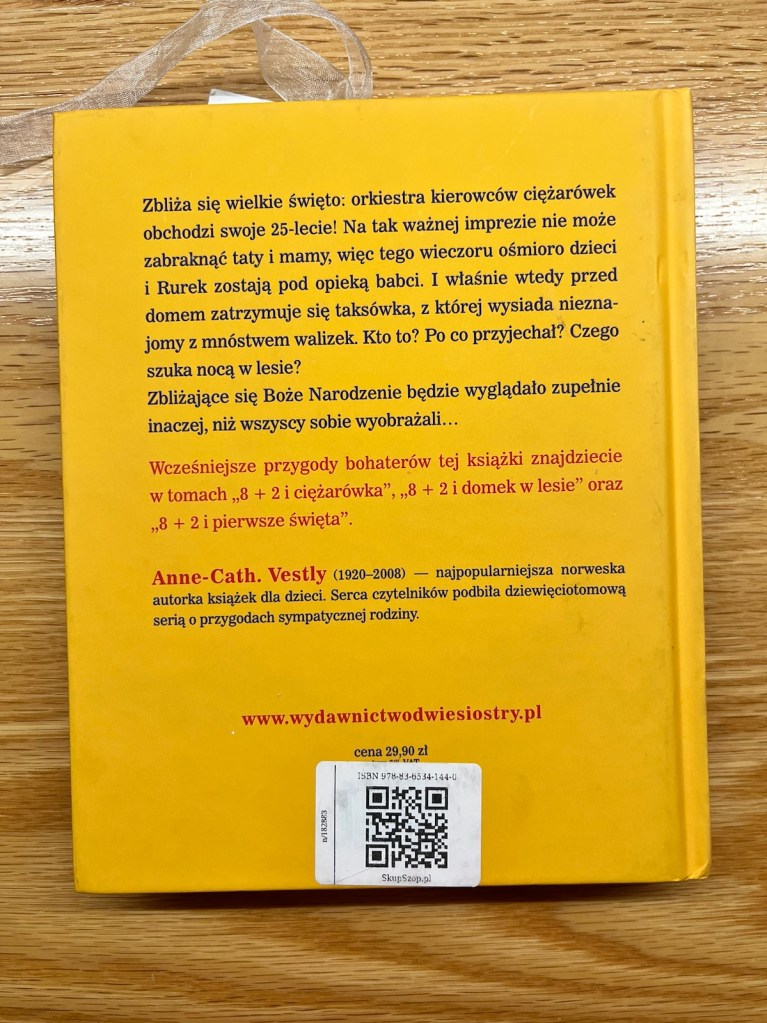 Zbliża się wielkie święto: orkiestra kierowców ciężarówek
obchodzi swoje 25-lecie! Na tak ważnej imprezie nie może
zabraknąć taty i mamy, więc tego wieczoru ośmioro dzieci
i Rurek zostają pod opieką babci. I właśnie wtedy przed
domem zatrzymuje się taksówka, z której wysiada niezna-
jomy z mnóstwem walizek. Kto to? Po co przyjechał? Czego
szuka nocą w lesie?
Zbliżające się Boże Narodzenie będzie wyglądało zupełnie
inaczej, niż wszyscy sobie wyobrażali…
Wcześniejsze przygody bohaterów tej książki znajdziecie
w tomach „8 + 2 i ciężarówka”, „8 + 2 i domek w lesie” oraz
„8 + 2 i pierwsze święta”.
Anne-Cath. Vestly (1920–2008) — najpopularniejsza norweska
autorka książek dla dzieci. Serca czytelników podbiła dziewięciotomową
serią o przygodach sympatycznej rodziny.
www.wydawnictwodwiesiostry.pl
cena 29,90 zł
VAT
ISBN 978-83-6534-144-0
n/182883
SkupSzop.pl